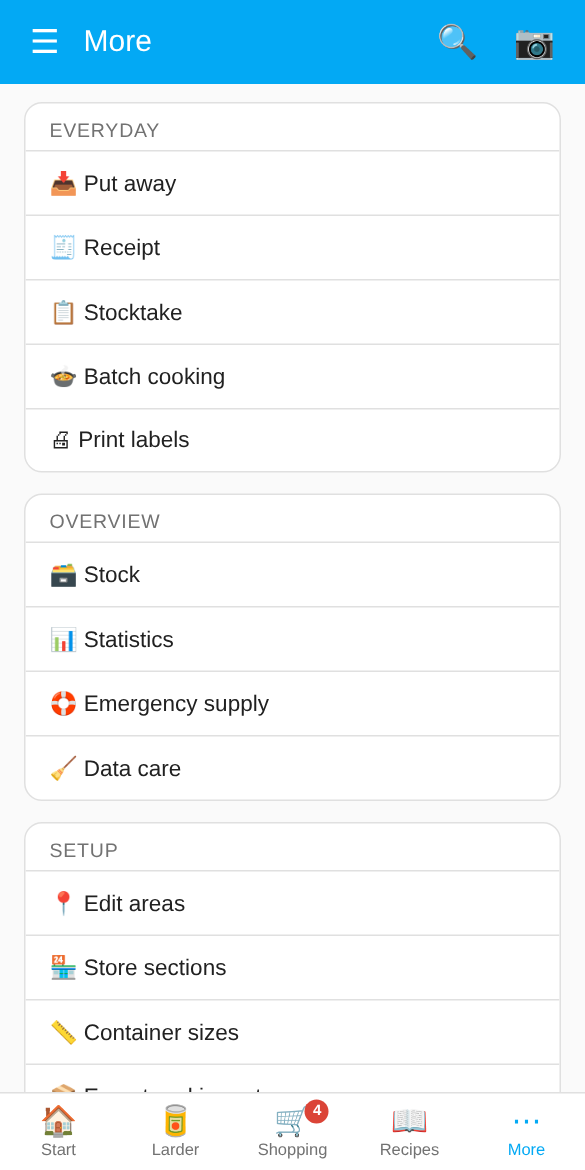 More
EVERYDAY
Put away
Receipt
Stocktake
Batch cooking
Print labels
OVERVIEW
Stock
Statistics
Emergency supply
Data care
SETUP
Edit areas
Store sections
Container sizes
4
Start
Larder
Shopping
Recipes
More